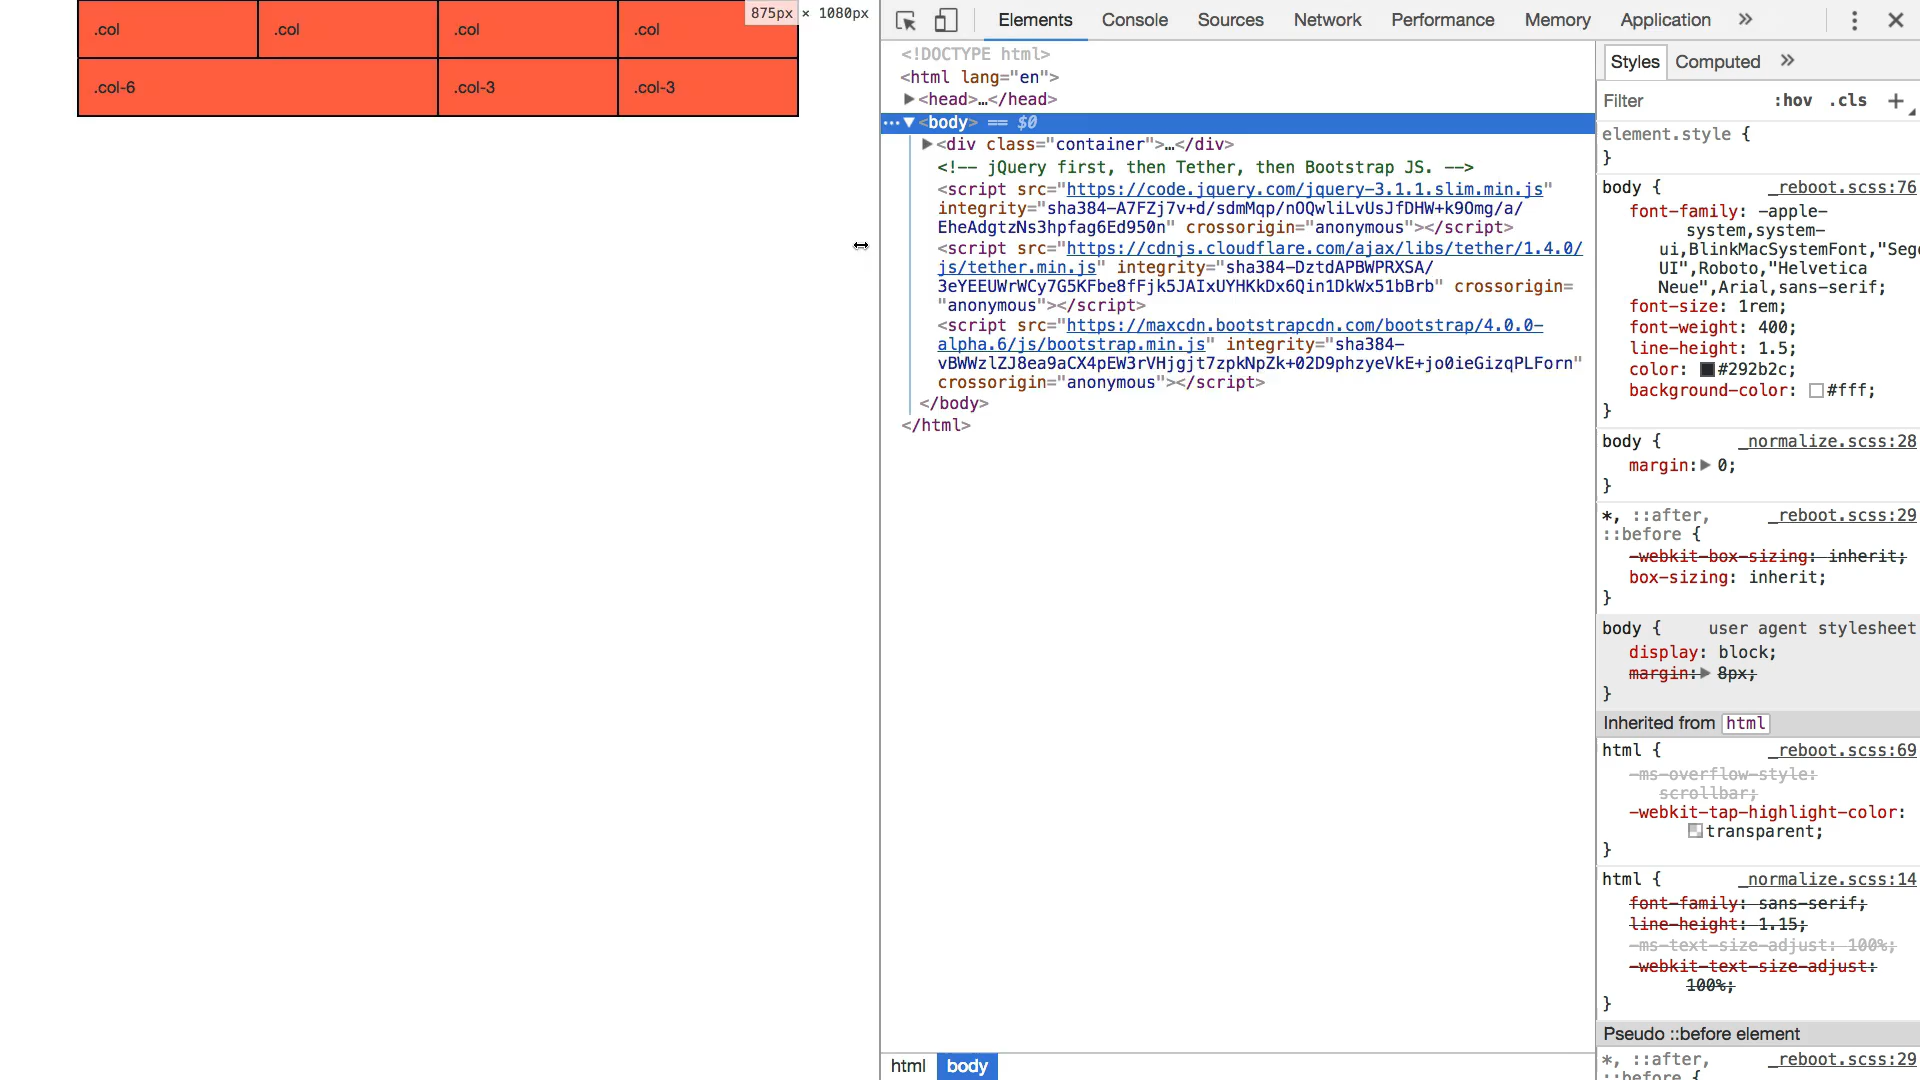 .col
.col
.col
.col
875px × 1080px
.col-6
.col-3
.col-3
Elements
Console
Sources
Network
Performance
Memory
Application
»
<!DOCTYPE html>
<html lang="en">
▶<head>…</head>
…▼<body> == $0
▶<div class="container">…</div>
<!-- jQuery first, then Tether, then Bootstrap JS. -->
<script src="https://code.jquery.com/jquery-3.1.1.slim.min.js"
integrity="sha384-A7FZj7v+d/sdmMqp/nOQwliLvUsJfDHW+k9Omg/a/
EheAdgtzNs3hpfag6Ed950n" crossorigin="anonymous"></script>
<script src="https://cdnjs.cloudflare.com/ajax/libs/tether/1.4.0/
js/tether.min.js" integrity="sha384-DztdAPBWPRXSA/
3eYEEUWrWCy7G5KFbe8fFjk5JAIxUYHKkDx6Qin1DkWx51bBrb" crossorigin=
"anonymous"></script>
<script src="https://maxcdn.bootstrapcdn.com/bootstrap/4.0.0-
alpha.6/js/bootstrap.min.js" integrity="sha384-
vBWWzlZJ8ea9aCX4pEW3rVHjgjt7zpkNpZk+02D9phzyeVkE+jo0ieGizqPLForn"
crossorigin="anonymous"></script>
</body>
</html>
html
body
Styles
Computed
»
Filter
:hov
.cls
+
element.style {
}
body {
_reboot.scss:76
font-family: -apple-
system,system-
ui,BlinkMacSystemFont,"Sego
UI",Roboto,"Helvetica
Neue",Arial,sans-serif;
font-size: 1rem;
font-weight: 400;
line-height: 1.5;
color: #292b2c;
background-color: #fff;
}
body {
_normalize.scss:28
margin:▶ 0;
}
*, ::after,
_reboot.scss:29
::before {
-webkit-box-sizing: inherit;
box-sizing: inherit;
}
body {
user agent stylesheet
display: block;
margin:▶ 8px;
}
Inherited from html
html {
_reboot.scss:69
-ms-overflow-style:
scrollbar;
-webkit-tap-highlight-color:
transparent;
}
html {
_normalize.scss:14
font-family: sans-serif;
line-height: 1.15;
-ms-text-size-adjust: 100%;
-webkit-text-size-adjust:
100%;
}
Pseudo ::before element
*, ::after,
_reboot.scss:29
::before {